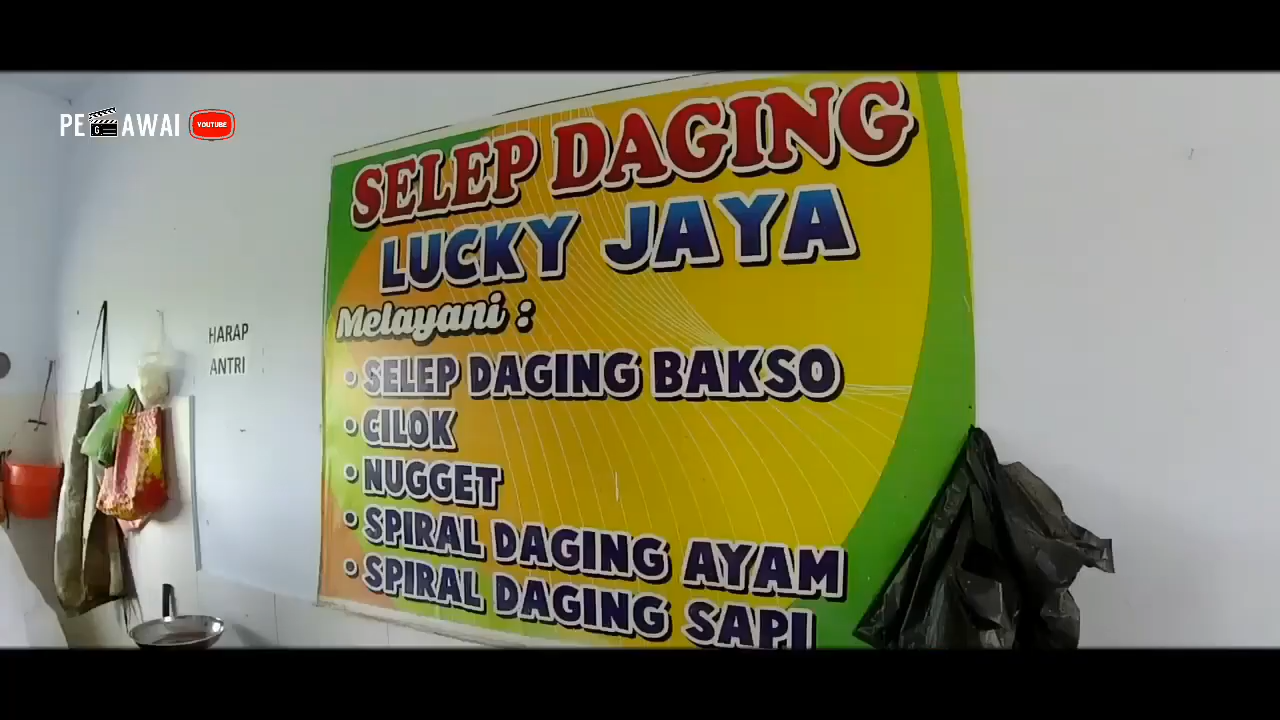 PE AWAI YOUTUBE
SELEP DAGING
LUCKY JAYA
Melayani :
• SELEP DAGING BAKSO
• CILOK
• NUGGET
• SPIRAL DAGING AYAM
• SPIRAL DAGING SAPI
HARAP
ANTRI